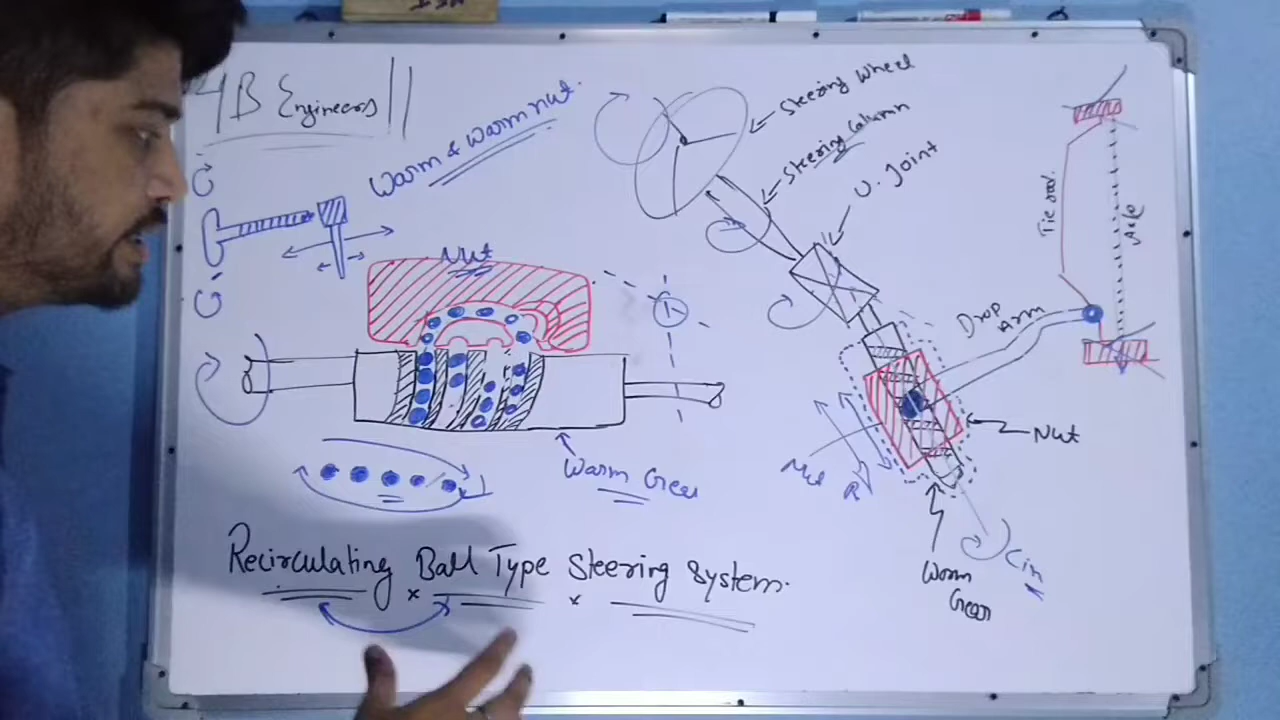 4B Engineers
Warm & Warm nut.
Nut
Warm Gear
Recirculating Ball Type Steering System.
Steering Wheel
Steering Column
U. Joint
Drop Arm
Tie rod.
Axle
Nut
Worm Gear